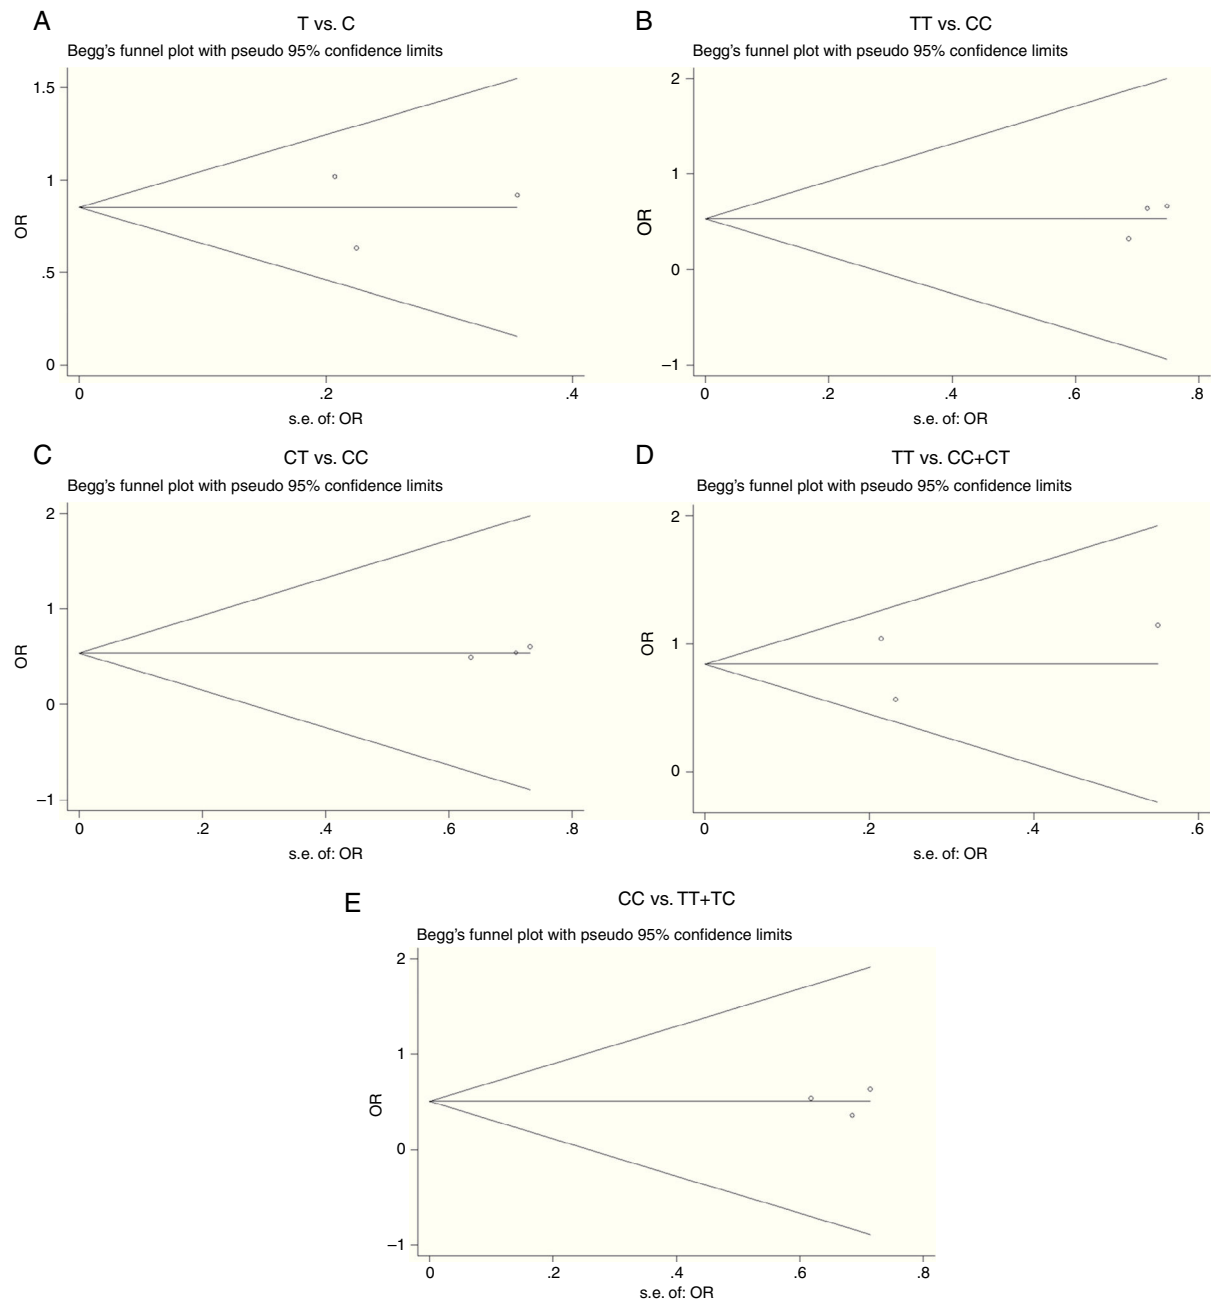 A
T vs. C
Begg's funnel plot with pseudo 95% confidence limits
1.5
1
.5
0
OR
0 .2 .4
s.e. of: OR
B
TT vs. CC
Begg's funnel plot with pseudo 95% confidence limits
2
1
0
−1
OR
0 .2 .4 .6 .8
s.e. of: OR
C
CT vs. CC
Begg's funnel plot with pseudo 95% confidence limits
2
1
0
−1
OR
0 .2 .4 .6 .8
s.e. of: OR
D
TT vs. CC+CT
Begg's funnel plot with pseudo 95% confidence limits
2
1
0
OR
0 .2 .4 .6
s.e. of: OR
E
CC vs. TT+TC
Begg's funnel plot with pseudo 95% confidence limits
2
1
0
−1
OR
0 .2 .4 .6 .8
s.e. of: OR